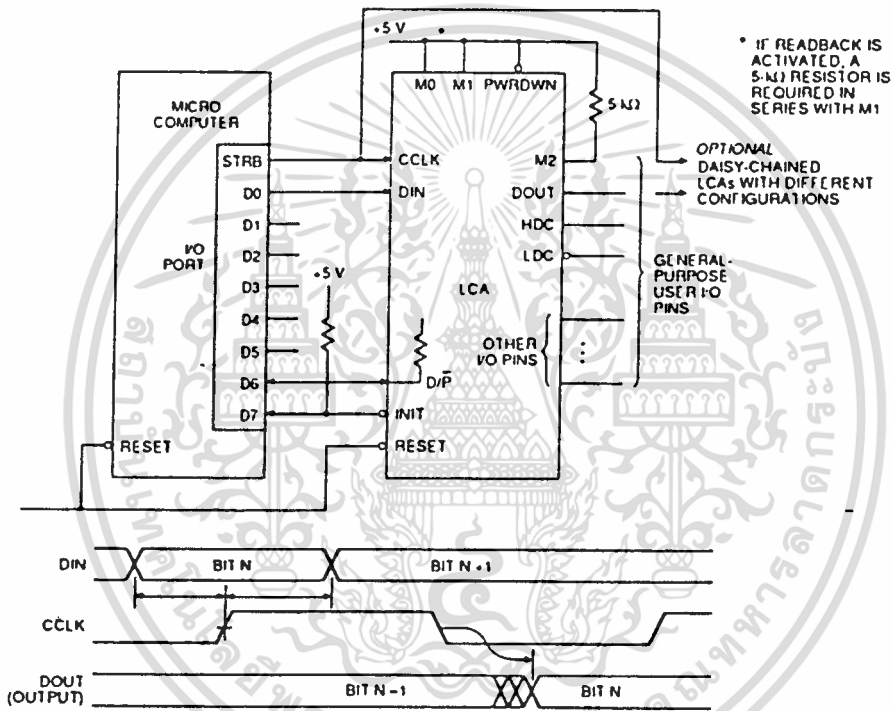 +5 V
*
* IF READBACK IS
ACTIVATED, A
5-kΩ RESISTOR IS
REQUIRED IN
SERIES WITH M1
M0 M1 PWRDWN
5 kΩ
MICRO
COMPUTER
STRB
CCLK
M2
OPTIONAL
DAISY-CHAINED
LCAs WITH DIFFERENT
CONFIGURATIONS
D0
DIN
DOUT
D1
HDC
D2
LDC
I/O
PORT
D3
+5 V
LCA
GENERAL-
PURPOSE
USER I/O
PINS
D4
D5
OTHER
I/O PINS
D6
D/P̅
D7
INIT
RESET
RESET
DIN
BIT N
BIT N+1
CCLK
DOUT
(OUTPUT)
BIT N-1
BIT N